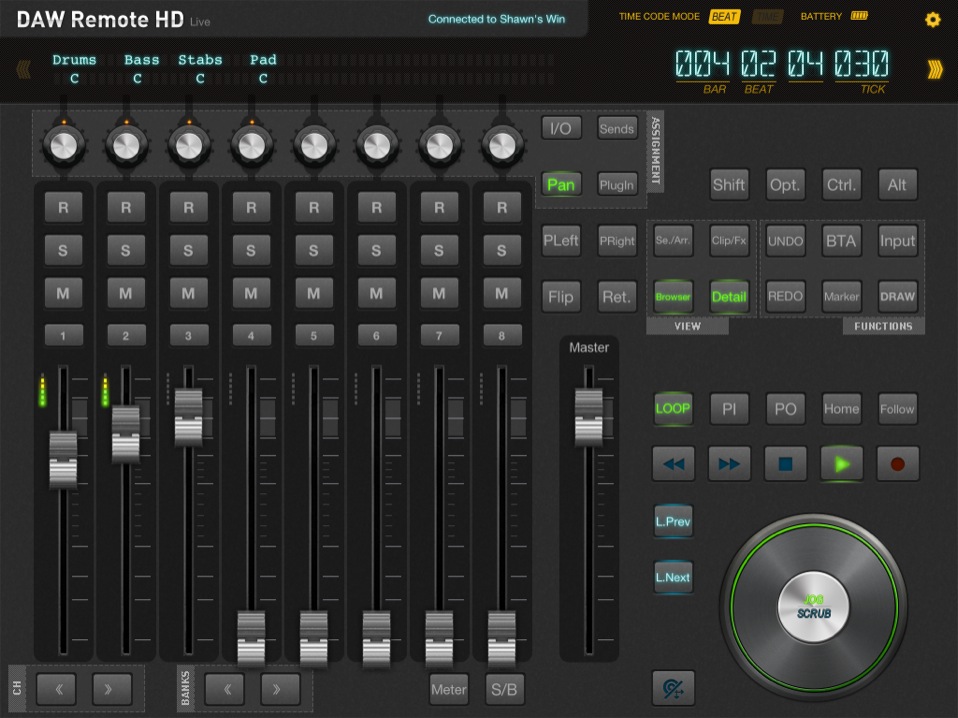 DAW Remote HD Live
Connected to Shawn's Win
TIME CODE MODE BEAT TIME BATTERY
Drums Bass Stabs Pad
C C C C
004 02 04 030
BAR BEAT TICK
I/O Sends
ASSIGNMENT
Pan PlugIn
Shift Opt. Ctrl. Alt
R R R R R R R R
S S S S S S S S
M M M M M M M M
1 2 3 4 5 6 7 8
PLeft PRight Se./Arr. Clip/Fx UNDO BTA Input
Flip Ret. Browser Detail REDO Marker DRAW
VIEW FUNCTIONS
Master
LOOP PI PO Home Follow
L.Prev
L.Next
JOG
SCRUB
CH « » BANKS « » Meter S/B